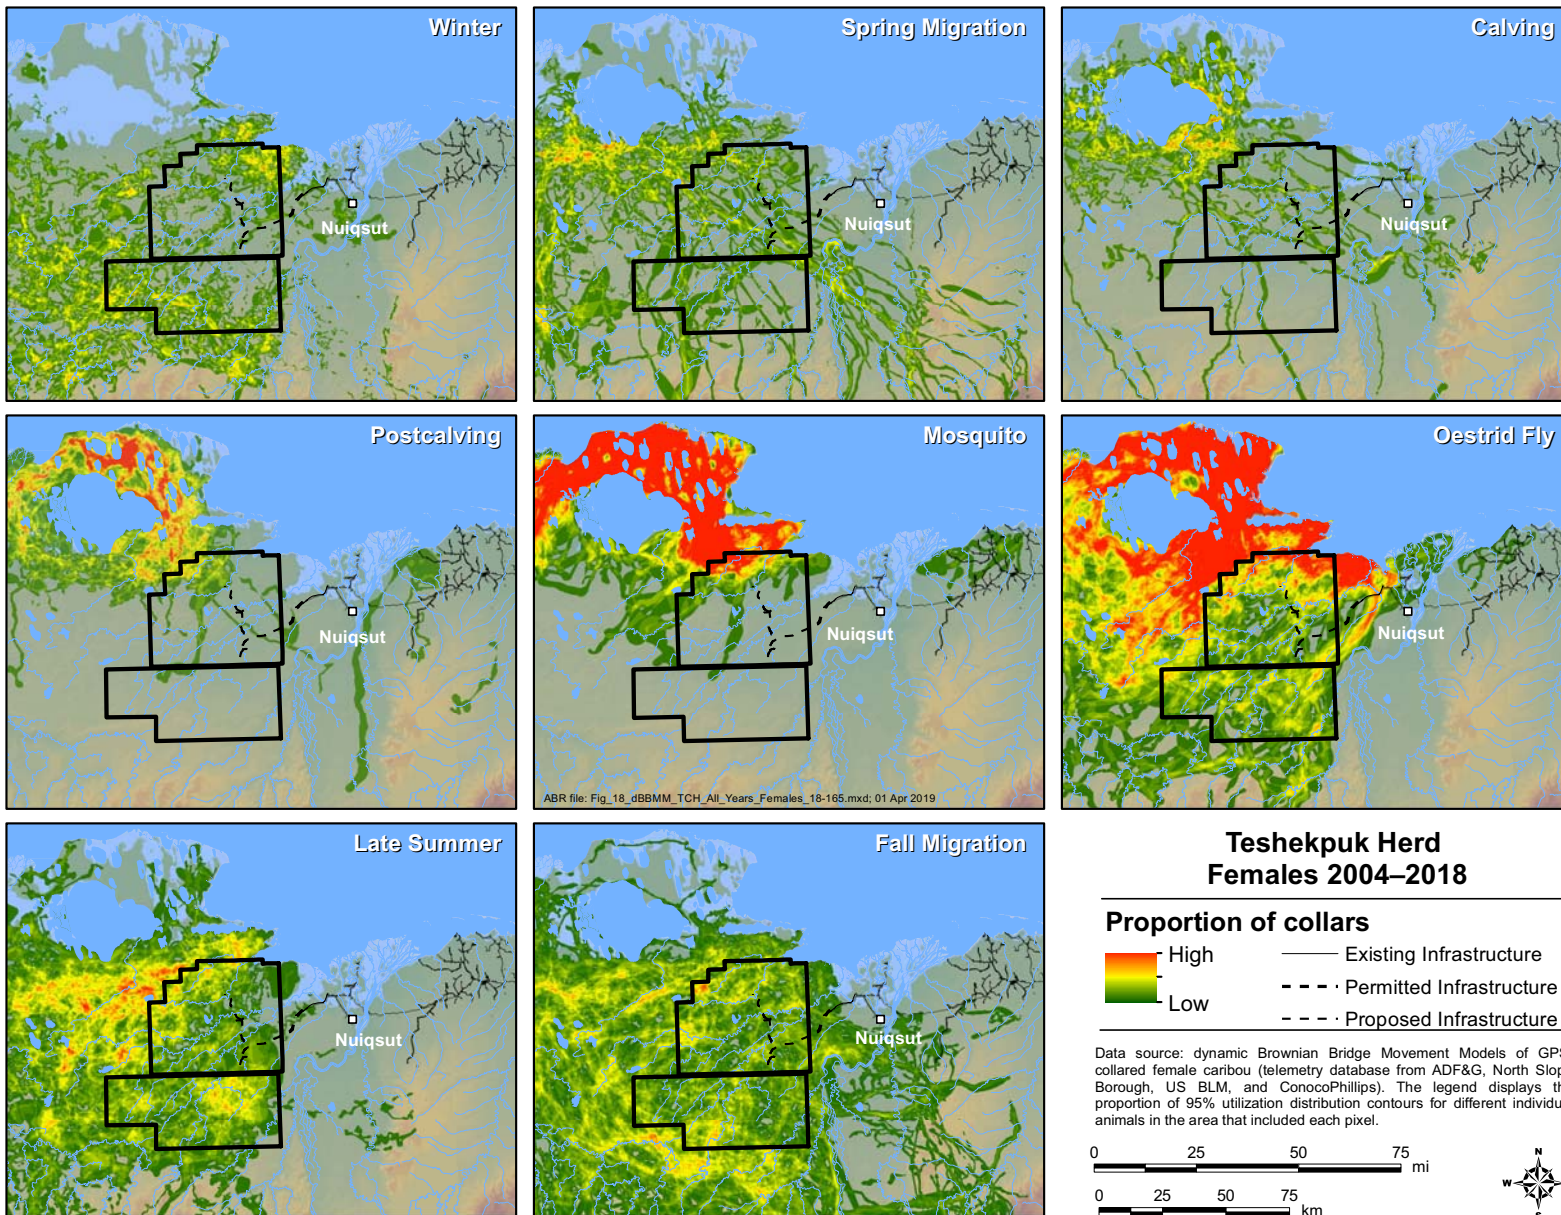 Winter
Nuiqsut
Spring Migration
Nuiqsut
Calving
Nuiqsut
Postcalving
Nuiqsut
Mosquito
Nuiqsut
ABR file: Fig_18_dBBMM_TCH_All_Years_Females_18-165.mxd; 01 Apr 2019
Oestrid Fly
Nuiqsut
Late Summer
Nuiqsut
Fall Migration
Nuiqsut
Teshekpuk Herd
Females 2004–2018
Proportion of collars
High
Low
Existing Infrastructure
Permitted Infrastructure
Proposed Infrastructure
Data source: dynamic Brownian Bridge Movement Models of GPS
collared female caribou (telemetry database from ADF&G, North Slop
Borough, US BLM, and ConocoPhillips). The legend displays th
proportion of 95% utilization distribution contours for different individu
animals in the area that included each pixel.
0 25 50 75 mi
0 25 50 75 km
N
W
S